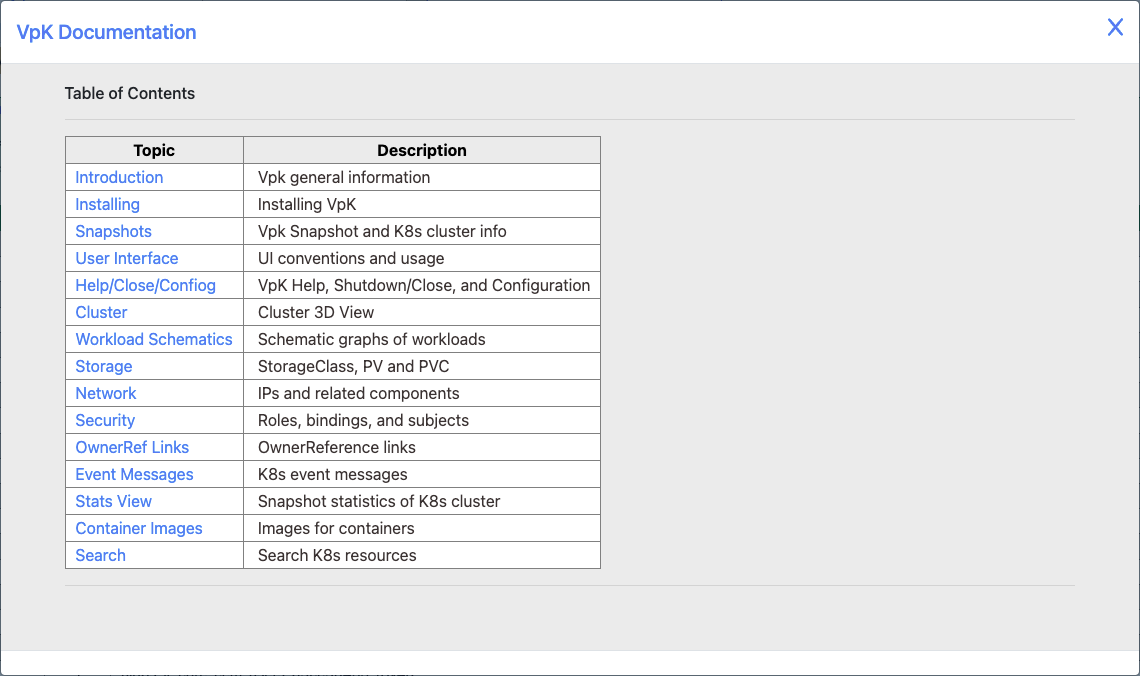 VpK Documentation
Table of Contents
Topic Description
Introduction Vpk general information
Installing Installing VpK
Snapshots Vpk Snapshot and K8s cluster info
User Interface UI conventions and usage
Help/Close/Confiog VpK Help, Shutdown/Close, and Configuration
Cluster Cluster 3D View
Workload Schematics Schematic graphs of workloads
Storage StorageClass, PV and PVC
Network IPs and related components
Security Roles, bindings, and subjects
OwnerRef Links OwnerReference links
Event Messages K8s event messages
Stats View Snapshot statistics of K8s cluster
Container Images Images for containers
Search Search K8s resources